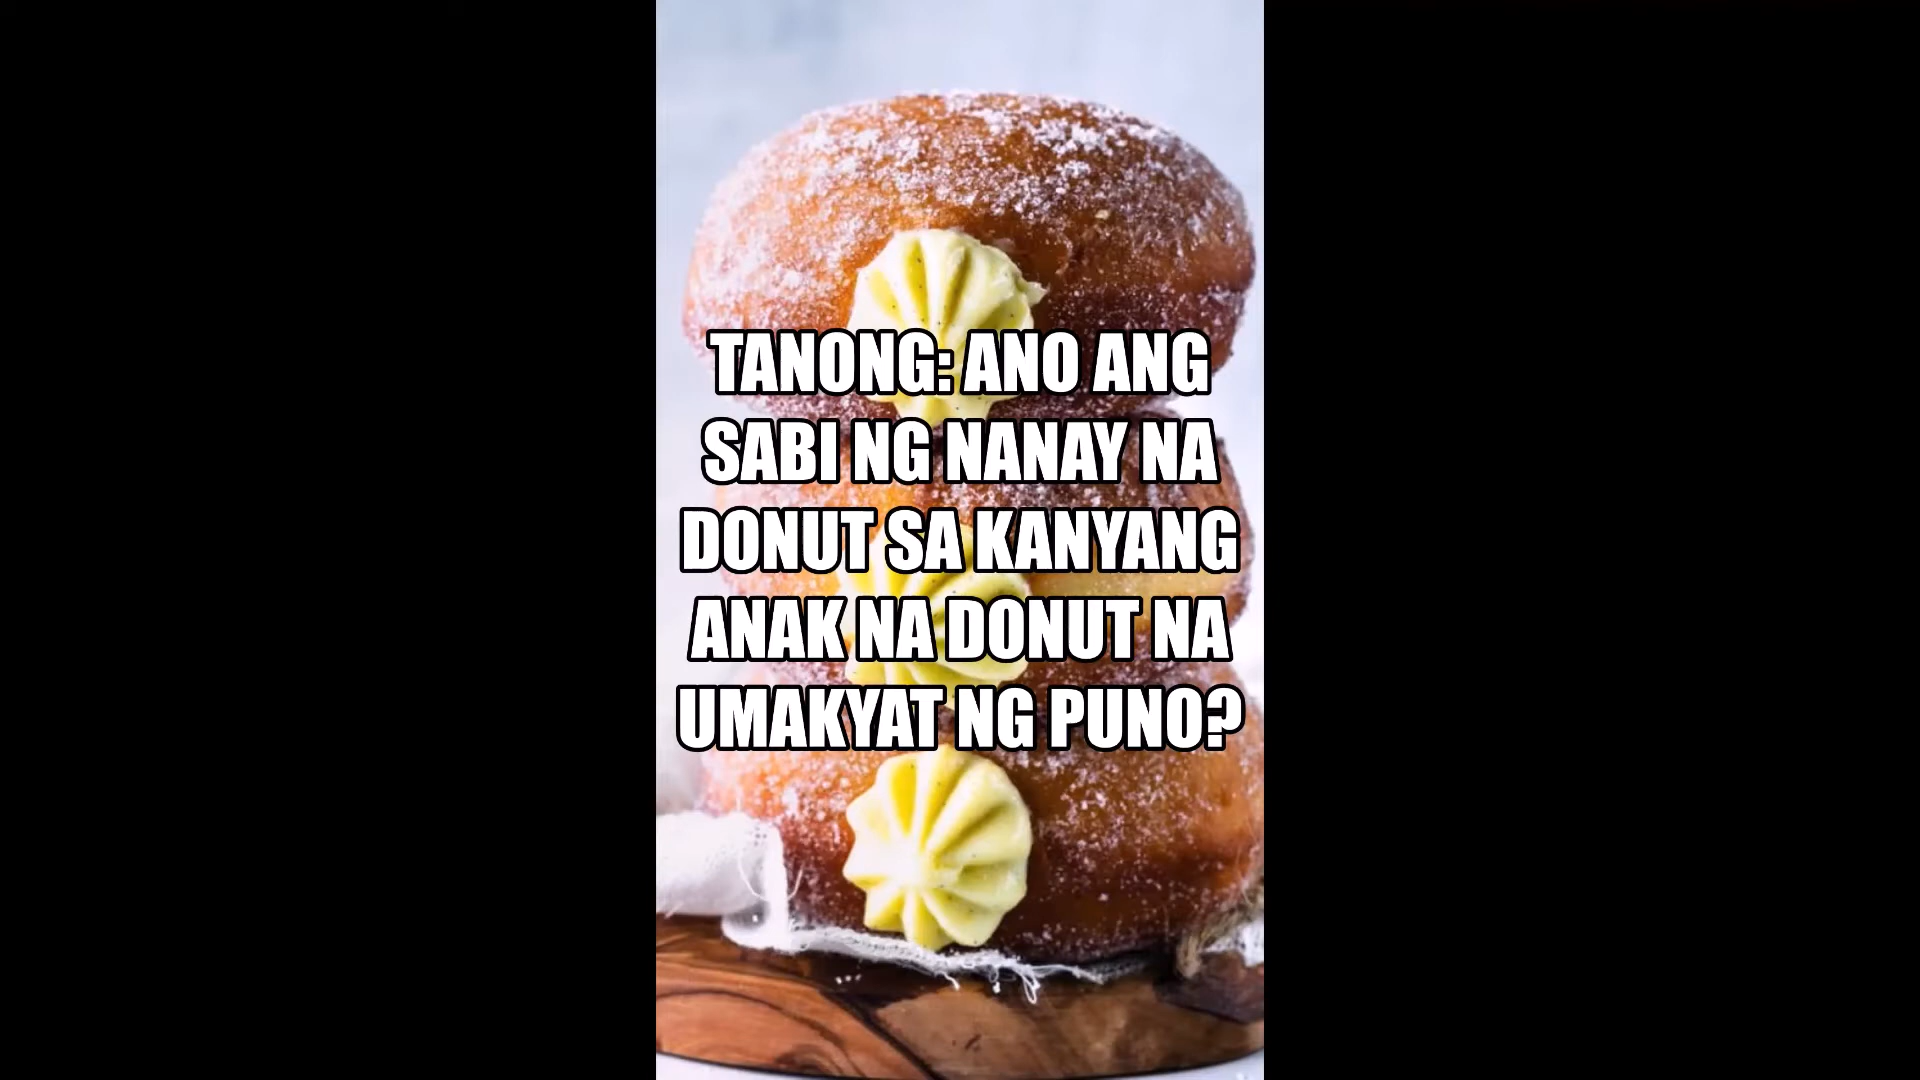 TANONG: ANO ANG
SABI NG NANAY NA
DONUT SA KANYANG
ANAK NA DONUT NA
UMAKYAT NG PUNO?